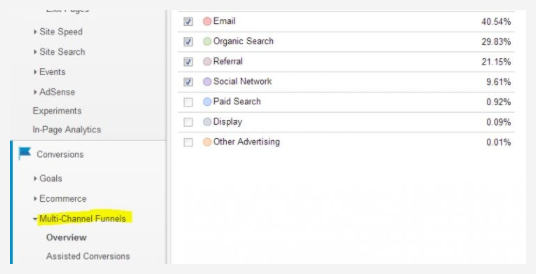 Site Speed
Site Search
Events
AdSense
Experiments
In-Page Analytics
Conversions
Goals
Ecommerce
Multi-Channel Funnels
Overview
Assisted Conversions
Email 40.54%
Organic Search 29.83%
Referral 21.15%
Social Network 9.61%
Paid Search 0.92%
Display 0.09%
Other Advertising 0.01%